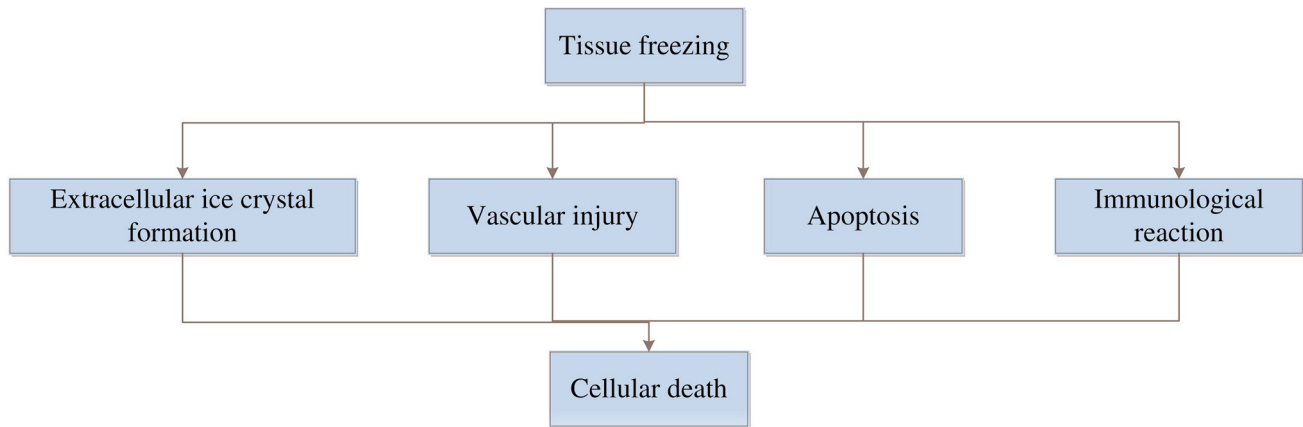 Tissue freezing
Extracellular ice crystal
formation
Vascular injury
Apoptosis
Immunological
reaction
Cellular death